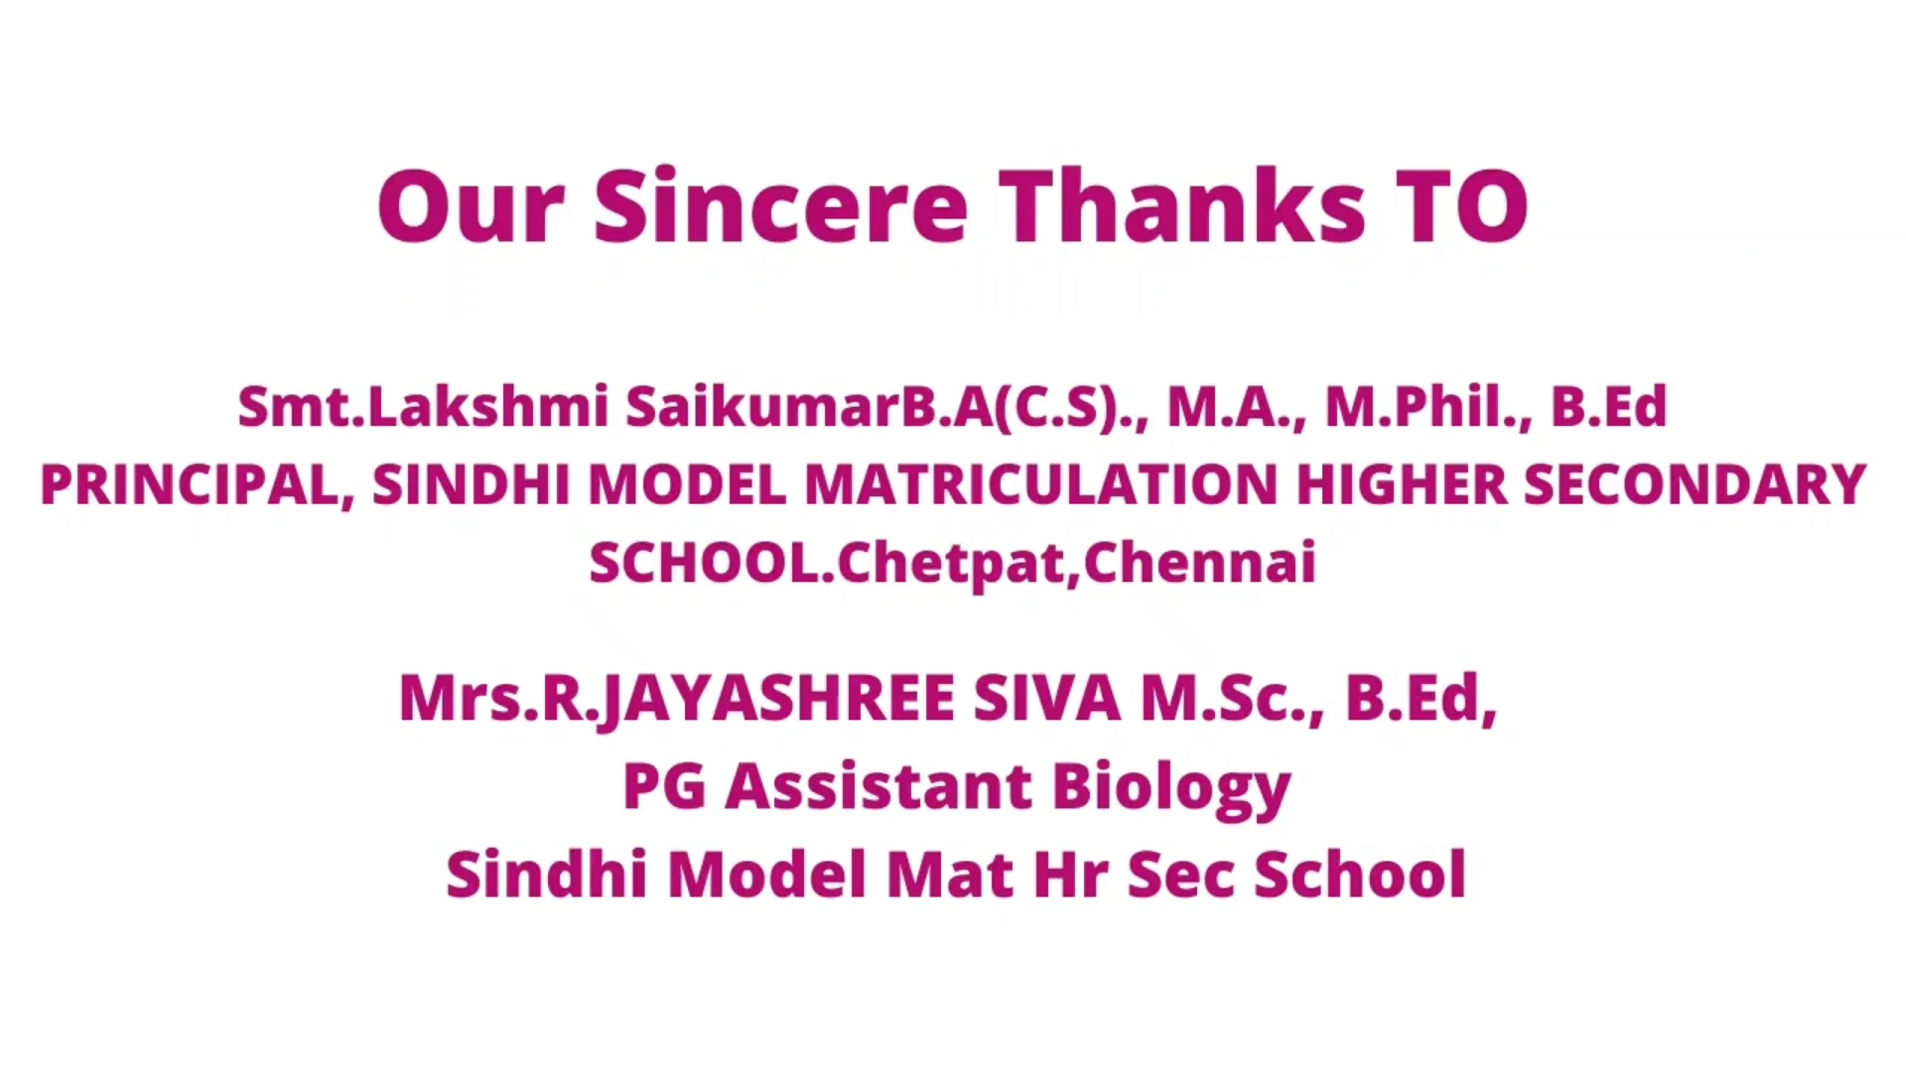 Our Sincere Thanks TO
Smt.Lakshmi SaikumarB.A(C.S)., M.A., M.Phil., B.Ed
PRINCIPAL, SINDHI MODEL MATRICULATION HIGHER SECONDARY
SCHOOL.Chetpat,Chennai
Mrs.R.JAYASHREE SIVA M.Sc., B.Ed,
PG Assistant Biology
Sindhi Model Mat Hr Sec School